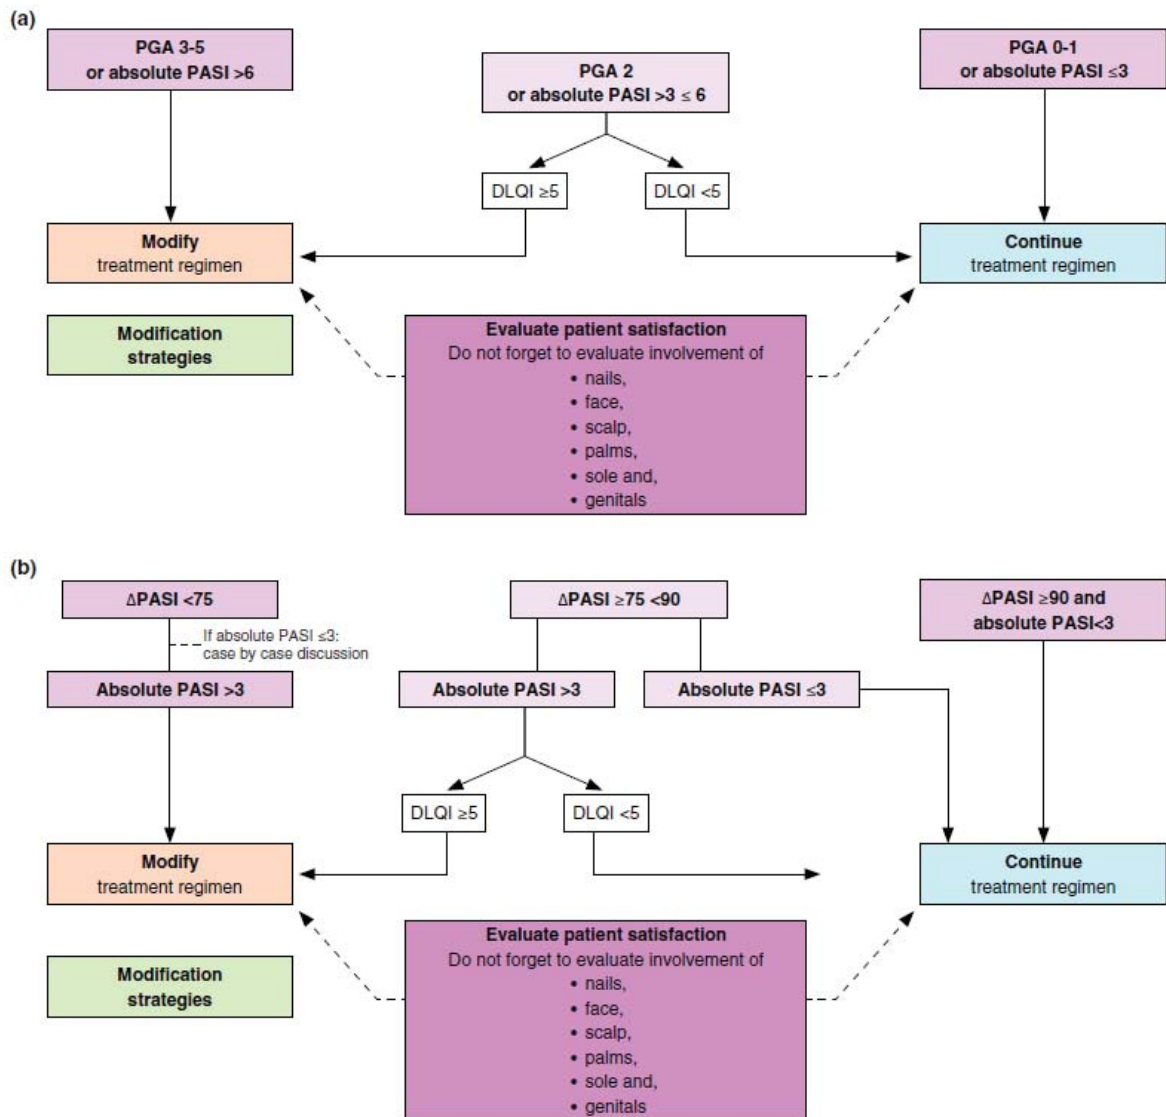 (a)
PGA 3-5
or absolute PASI >6
PGA 2
or absolute PASI >3 ≤ 6
PGA 0-1
or absolute PASI ≤3
DLQI ≥5
DLQI <5
Modify
treatment regimen
Continue
treatment regimen
Modification
strategies
Evaluate patient satisfaction
Do not forget to evaluate involvement of
• nails,
• face,
• scalp,
• palms,
• sole and,
• genitals
(b)
ΔPASI <75
ΔPASI ≥75 <90
ΔPASI ≥90 and
absolute PASI<3
If absolute PASI ≤3:
case by case discussion
Absolute PASI >3
Absolute PASI >3
Absolute PASI ≤3
DLQI ≥5
DLQI <5
Modify
treatment regimen
Continue
treatment regimen
Modification
strategies
Evaluate patient satisfaction
Do not forget to evaluate involvement of
• nails,
• face,
• scalp,
• palms,
• sole and,
• genitals